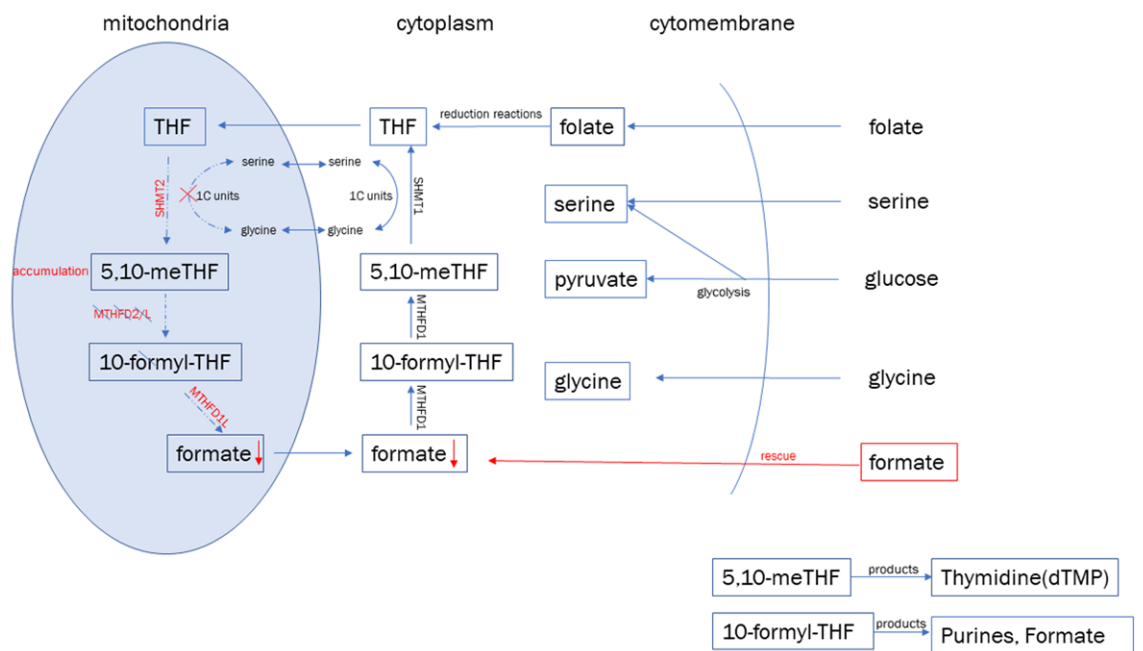 mitochondria cytoplasm cytomembrane
THF THF reduction reactions folate folate
SHMT2 serine serine
1C units 1C units SHMT1 serine serine
glycine glycine
accumulation 5,10-meTHF 5,10-meTHF pyruvate glucose
glycolysis
MTHFD2/L MTHFD1
10-formyl-THF 10-formyl-THF glycine glycine
MTHFD1L MTHFD1
formate formate rescue formate
5,10-meTHF products Thymidine(dTMP)
10-formyl-THF products Purines, Formate